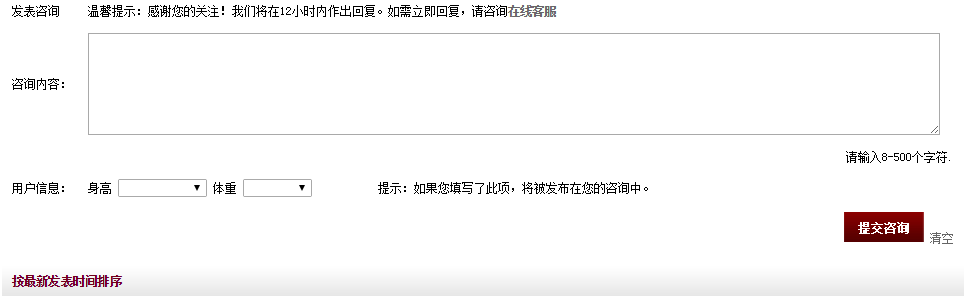 发表咨询 温馨提示：感谢您的关注！我们将在12小时内作出回复。如需立即回复，请咨询在线客服
咨询内容：
请输入8-500个字符.
用户信息： 身高 体重 提示：如果您填写了此项，将被发布在您的咨询中。
提交咨询 清空
按最新发表时间排序